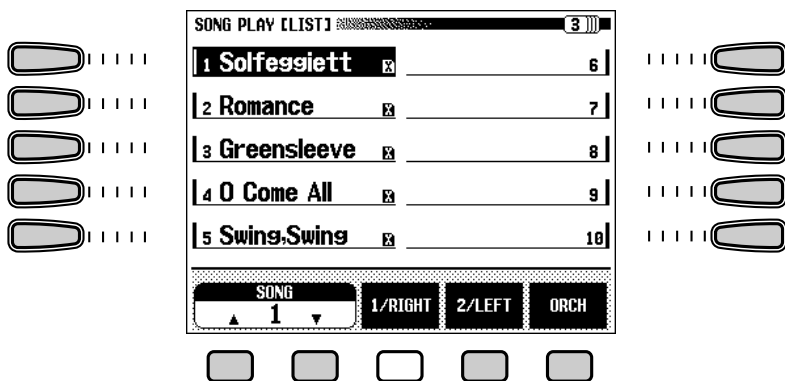 SONG PLAY [LIST] 3
1 Solfeggiett X 6
2 Romance X 7
3 Greensleeve X 8
4 O Come All X 9
5 Swing,Swing X 10
SONG
▲ 1 ▼ 1/RIGHT 2/LEFT ORCH